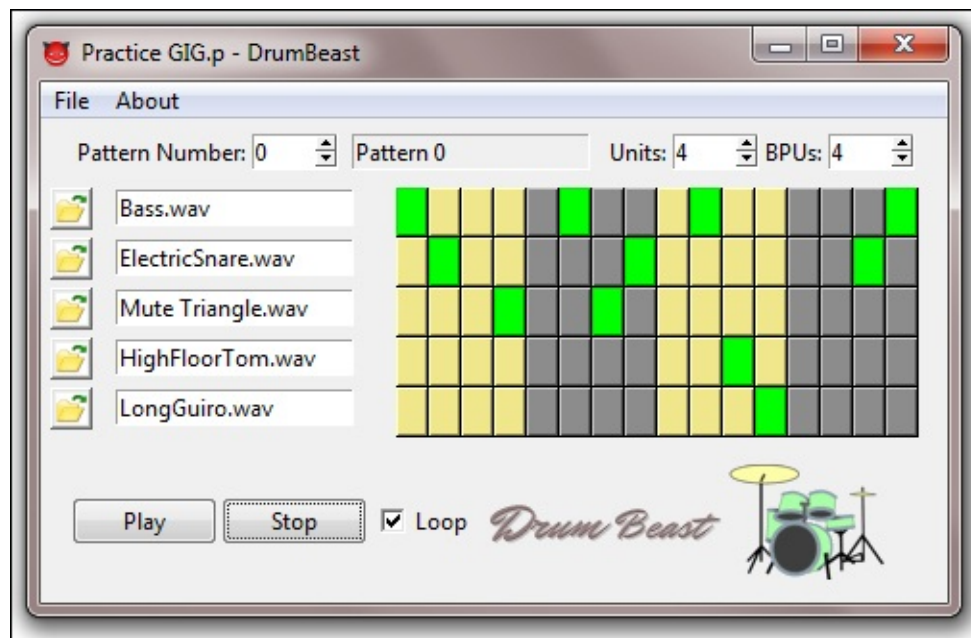 Practice GIG.p - DrumBeast
File About
Pattern Number: 0 Pattern 0 Units: 4 BPUs: 4
Bass.wav
ElectricSnare.wav
Mute Triangle.wav
HighFloorTom.wav
LongGuiro.wav
Play Stop Loop Drum Beast